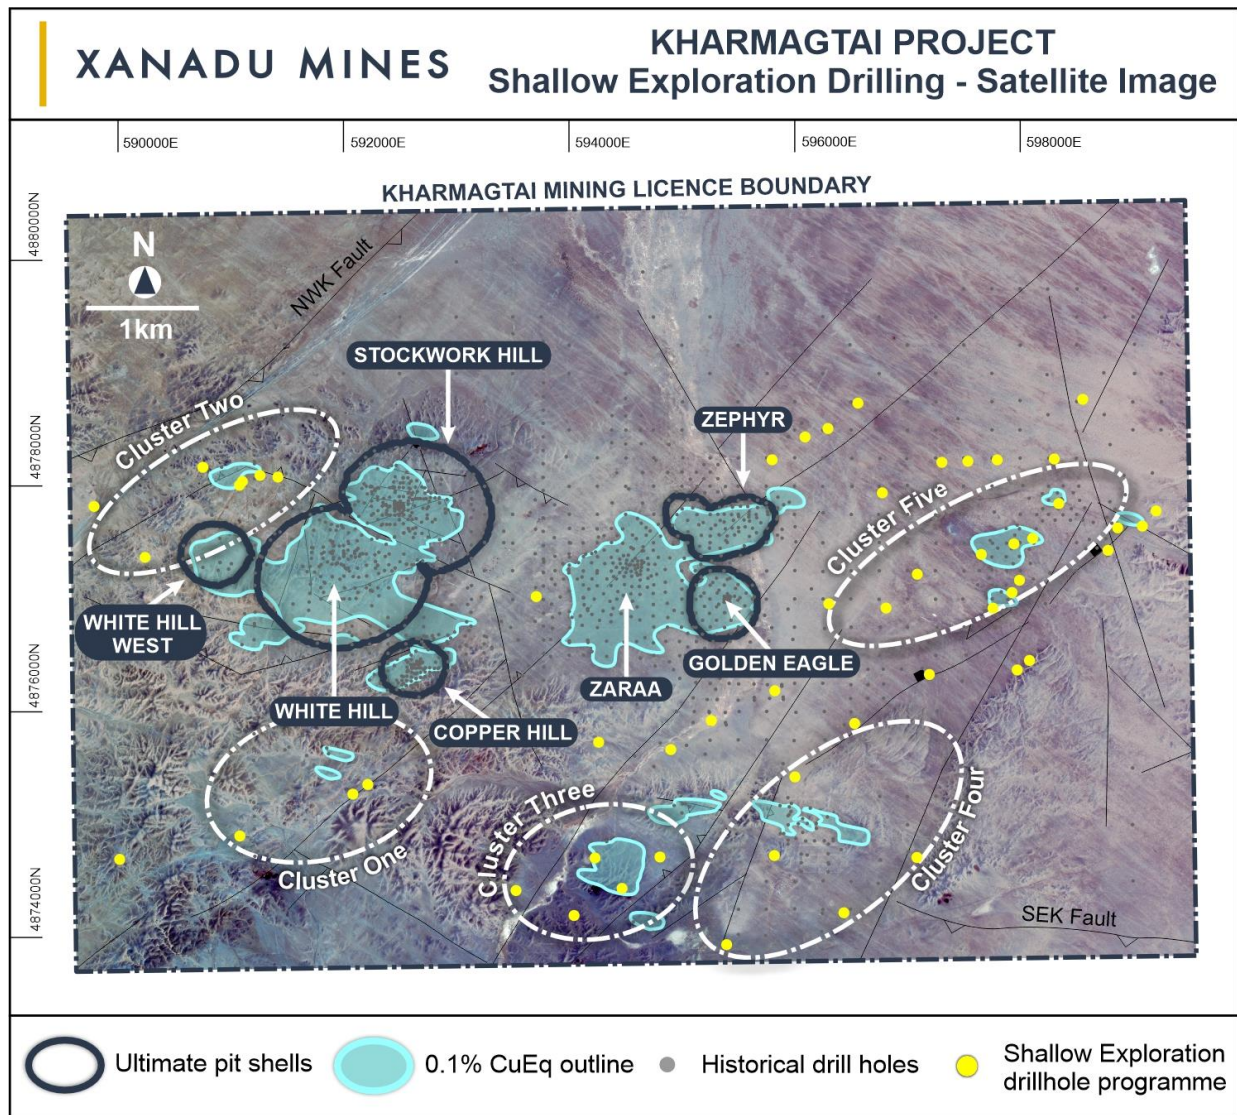 XANADU MINES
KHARMAGTAI PROJECT
Shallow Exploration Drilling - Satellite Image
590000E
592000E
594000E
596000E
598000E
KHARMAGTAI MINING LICENCE BOUNDARY
4880000N
4878000N
4876000N
4874000N
N
1km
NWK Fault
STOCKWORK HILL
Cluster Two
ZEPHYR
Cluster Five
WHITE HILL
WEST
WHITE HILL
COPPER HILL
ZARAA
GOLDEN EAGLE
Cluster One
Cluster Three
Cluster Four
SEK Fault
Ultimate pit shells
0.1% CuEq outline
Historical drill holes
Shallow Exploration
drillhole programme